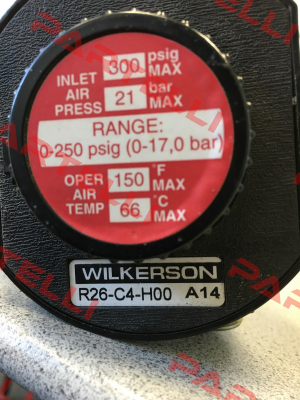 INLET AIR PRESS
300 psig MAX
21 bar MAX
RANGE:
0-250 psig (0-17,0 bar)
OPER AIR TEMP
150 °F MAX
66 °C MAX
WILKERSON
R26-C4-H00 A14